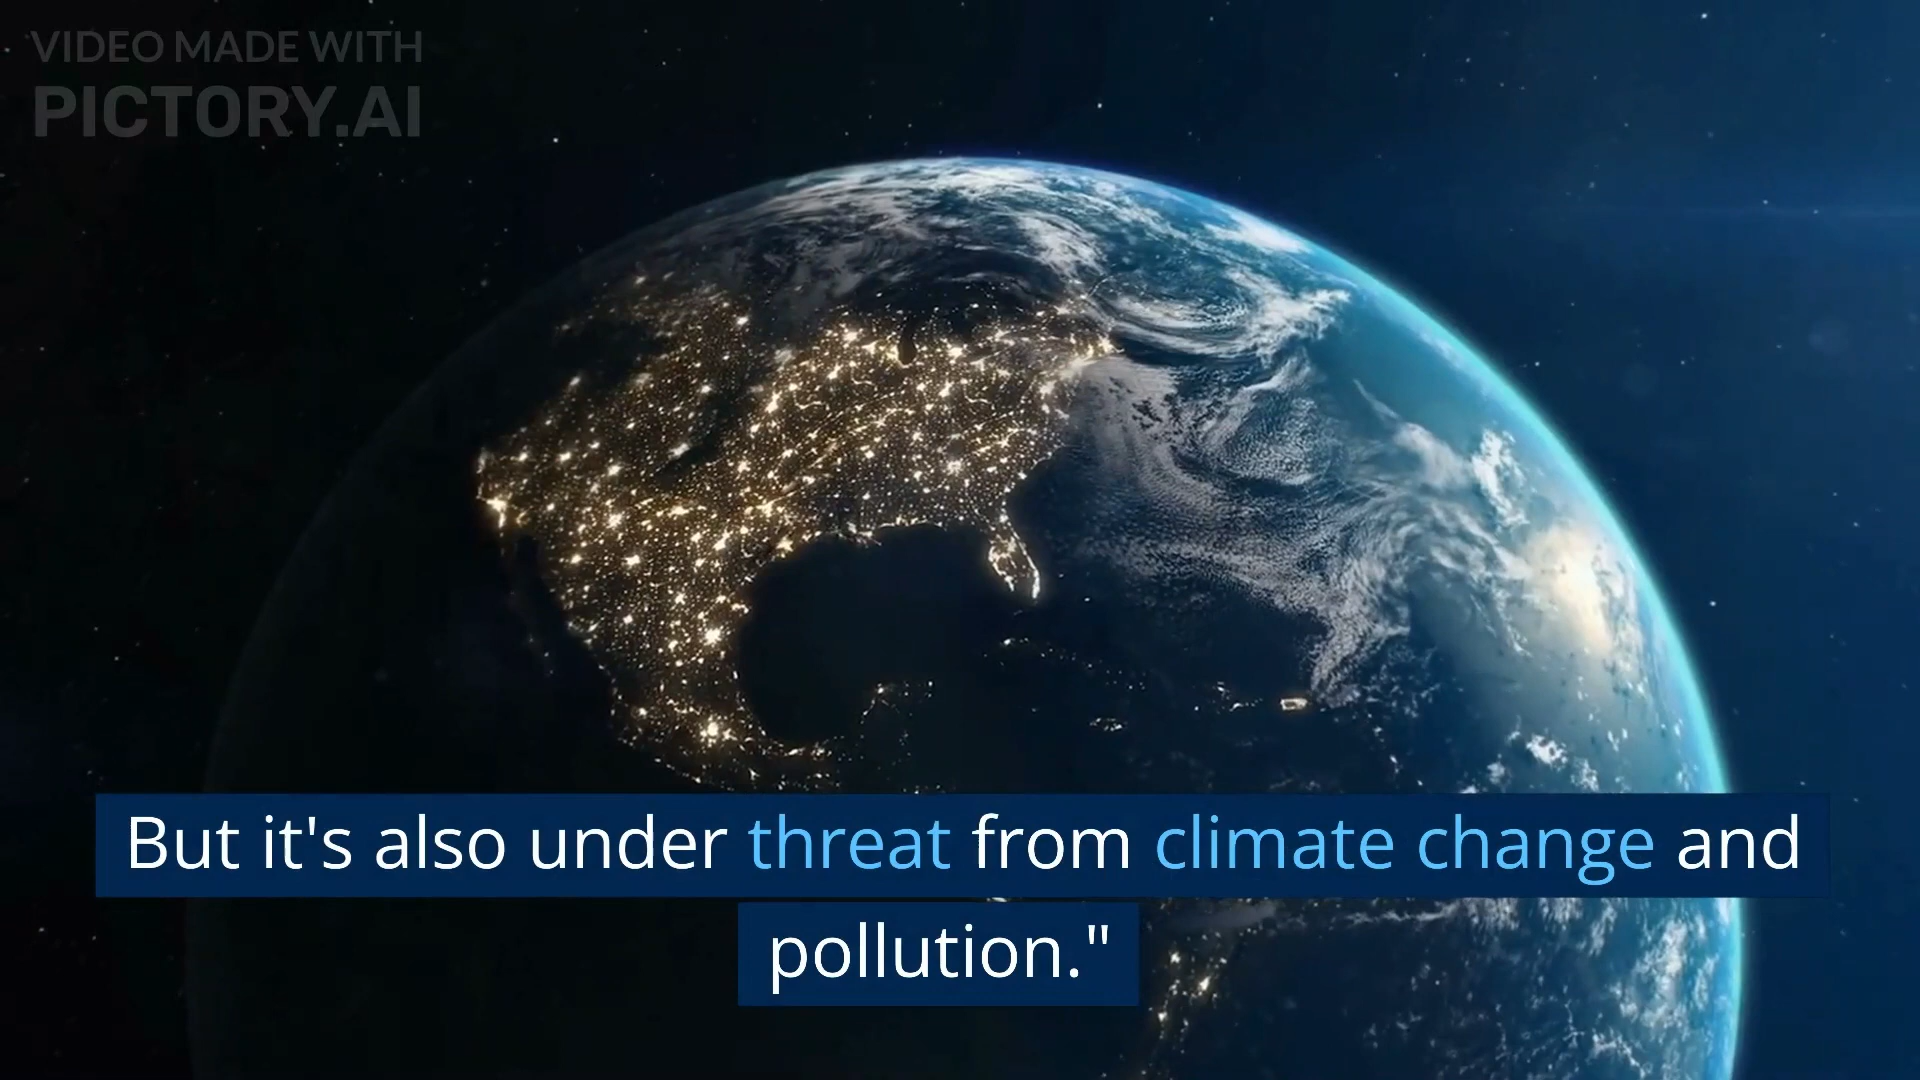 VIDEO MADE WITH
PICTORY.AI
But it's also under threat from climate change and
pollution."